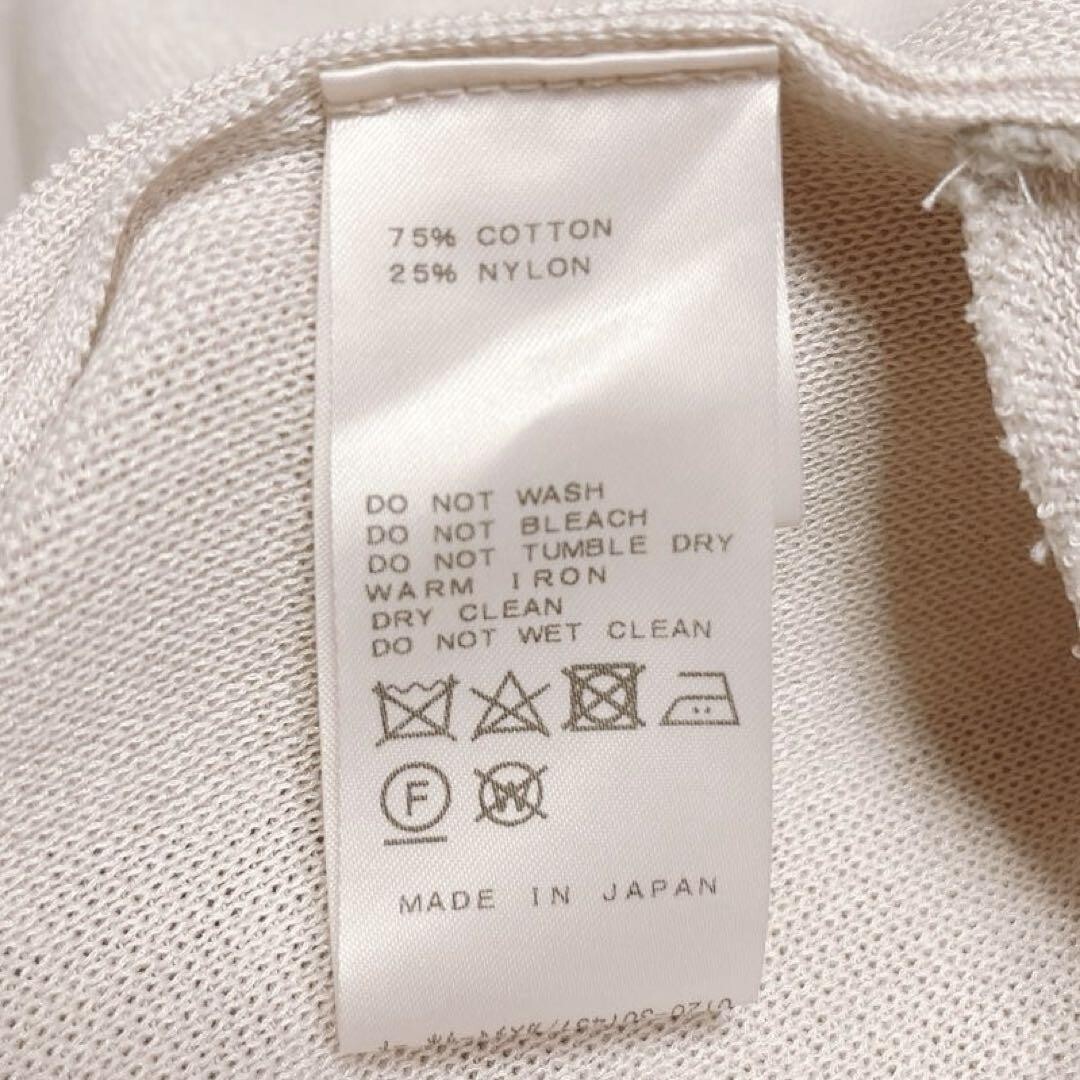 75% COTTON
25% NYLON
DO NOT WASH
DO NOT BLEACH
DO NOT TUMBLE DRY
WARM IRON
DRY CLEAN
DO NOT WET CLEAN
F W
MADE IN JAPAN